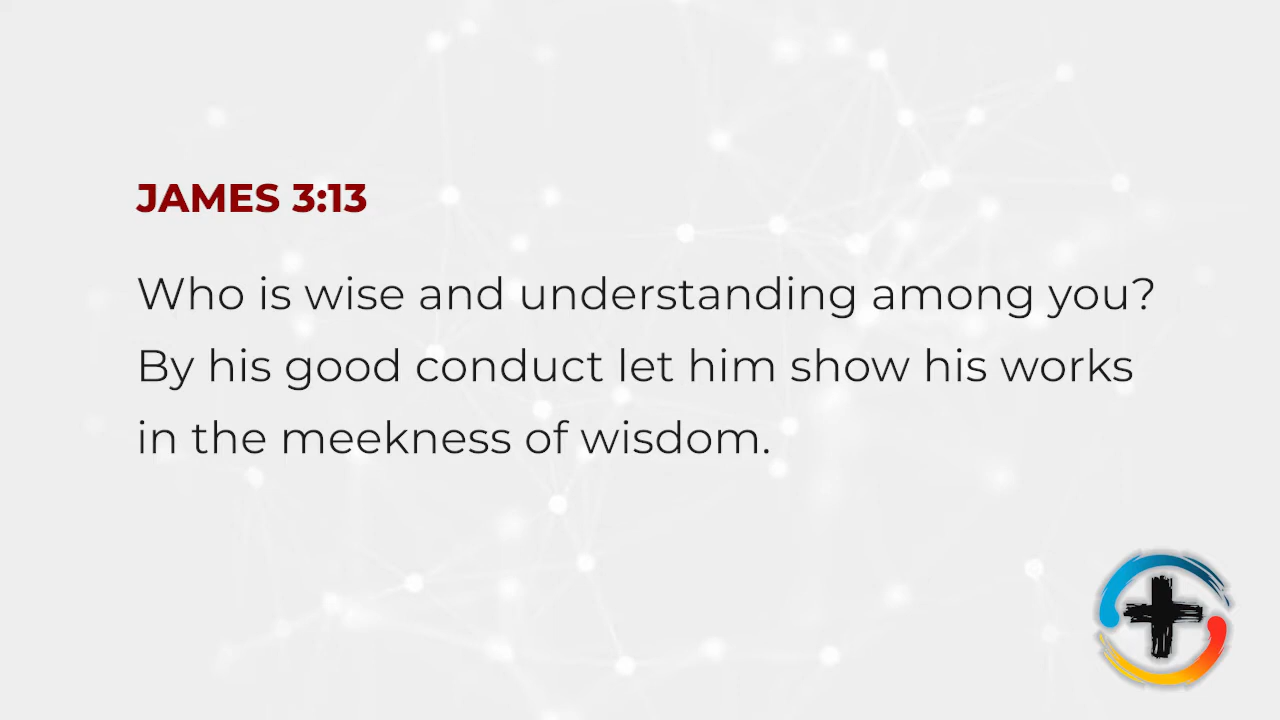 JAMES 3:13
Who is wise and understanding among you?
By his good conduct let him show his works
in the meekness of wisdom.